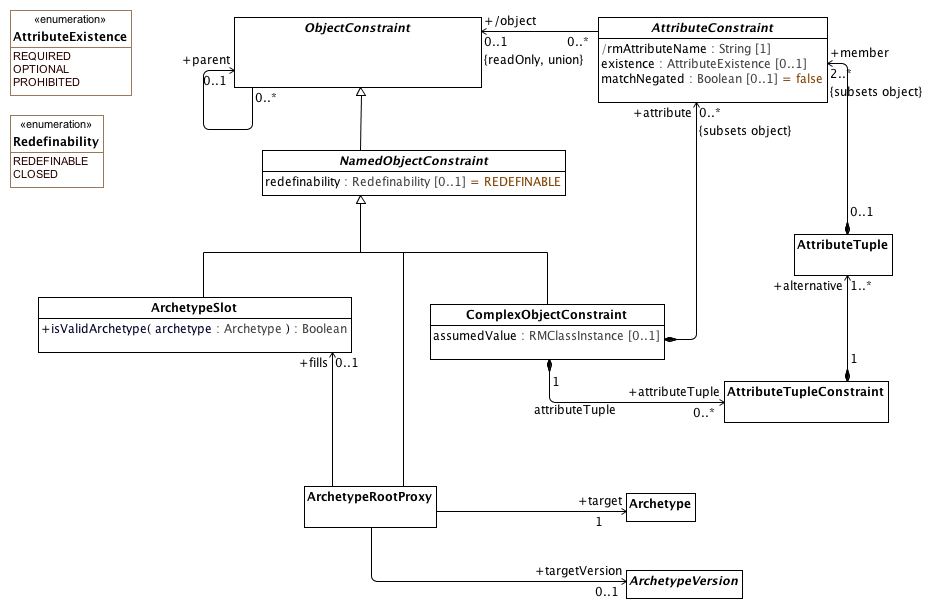 «enumeration»
AttributeExistence
REQUIRED
OPTIONAL
PROHIBITED
«enumeration»
Redefinability
REDEFINABLE
CLOSED
ObjectConstraint
+parent
0..1
0..*
+/object
0..1
0..*
{readOnly, union}
AttributeConstraint
/rmAttributeName : String [1]
existence : AttributeExistence [0..1]
matchNegated : Boolean [0..1] = false
+member
2..*
{subsets object}
+attribute
0..*
{subsets object}
NamedObjectConstraint
redefinability : Redefinability [0..1] = REDEFINABLE
0..1
AttributeTuple
+alternative
1..*
ArchetypeSlot
+isValidArchetype( archetype : Archetype ) : Boolean
ComplexObjectConstraint
assumedValue : RMClassInstance [0..1]
+fills
0..1
1
1
attributeTuple
+attributeTuple
0..*
AttributeTupleConstraint
ArchetypeRootProxy
+target
1
Archetype
+targetVersion
0..1
ArchetypeVersion